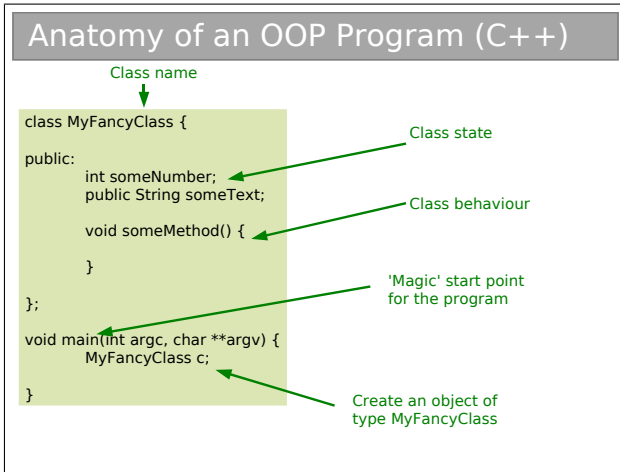 Anatomy of an OOP Program (C++)
Class name
class MyFancyClass {
public:
int someNumber;
public String someText;
void someMethod() {
}
};
void main(int argc, char **argv) {
MyFancyClass c;
}
Class state
Class behaviour
'Magic' start point
for the program
Create an object of
type MyFancyClass